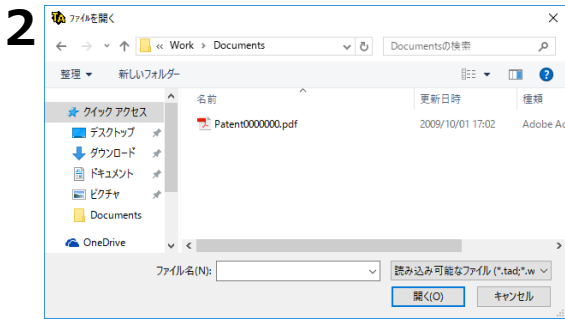 2
ファイルを開く
« Work › Documents
Documentsの検索
整理 新しいフォルダー
名前 更新日時 種類
クイック アクセス
デスクトップ
Patent0000000.pdf 2009/10/01 17:02 Adobe Ac
ダウンロード
ドキュメント
ピクチャ
Documents
OneDrive
ファイル名(N):
読み込み可能なファイル (*.tad;*.w
開く(O) キャンセル